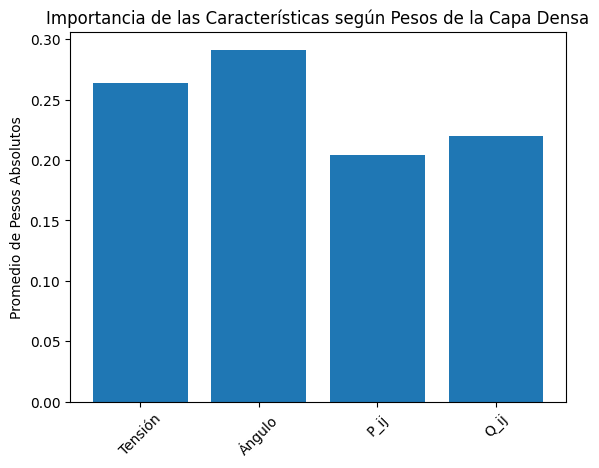 Importancia de las Características según Pesos de la Capa Densa
Promedio de Pesos Absolutos
0.30
0.25
0.20
0.15
0.10
0.05
0.00
Tensión
Ángulo
P_ij
Q_ij